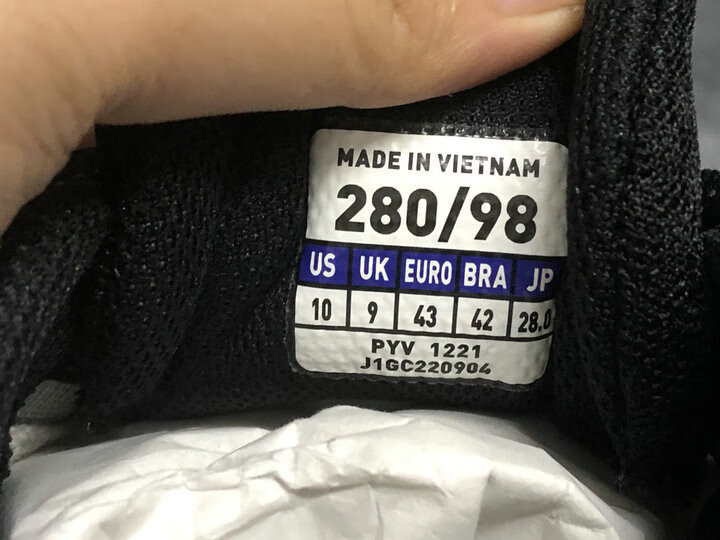 MADE IN VIETNAM
280/98
US UK EURO BRA JP
10 9 43 42 28.0
PYV 1221
J1GC220904